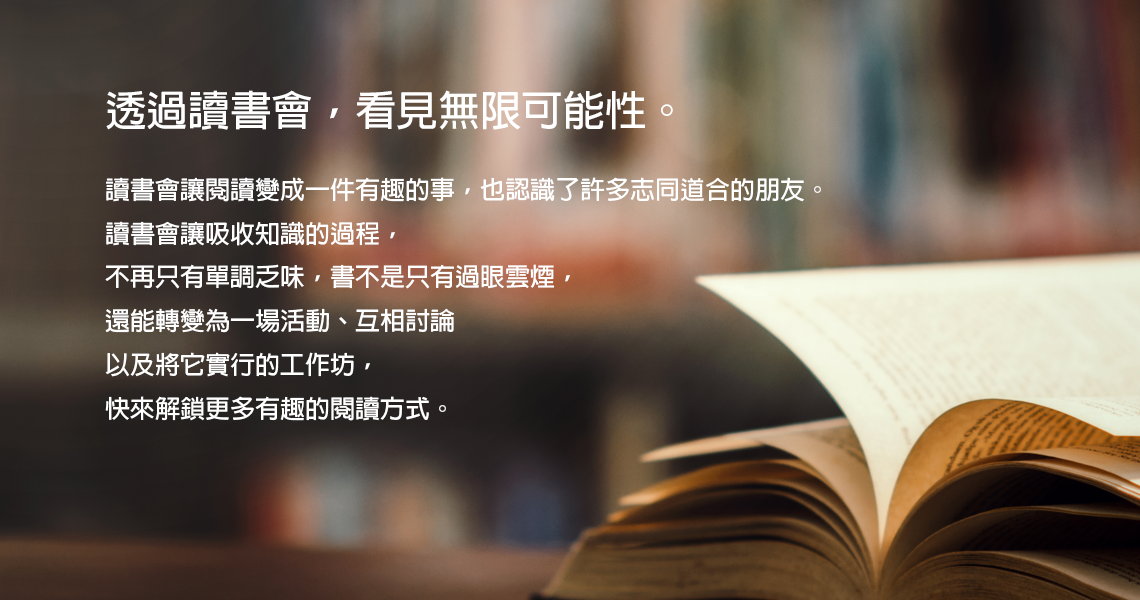 透過讀書會，看見無限可能性。
讀書會讓閱讀變成一件有趣的事，也認識了許多志同道合的朋友。
讀書會讓吸收知識的過程，
不再只有單調乏味，書不是只有過眼雲煙，
還能轉變為一場活動、互相討論
以及將它實行的工作坊，
快來解鎖更多有趣的閱讀方式。